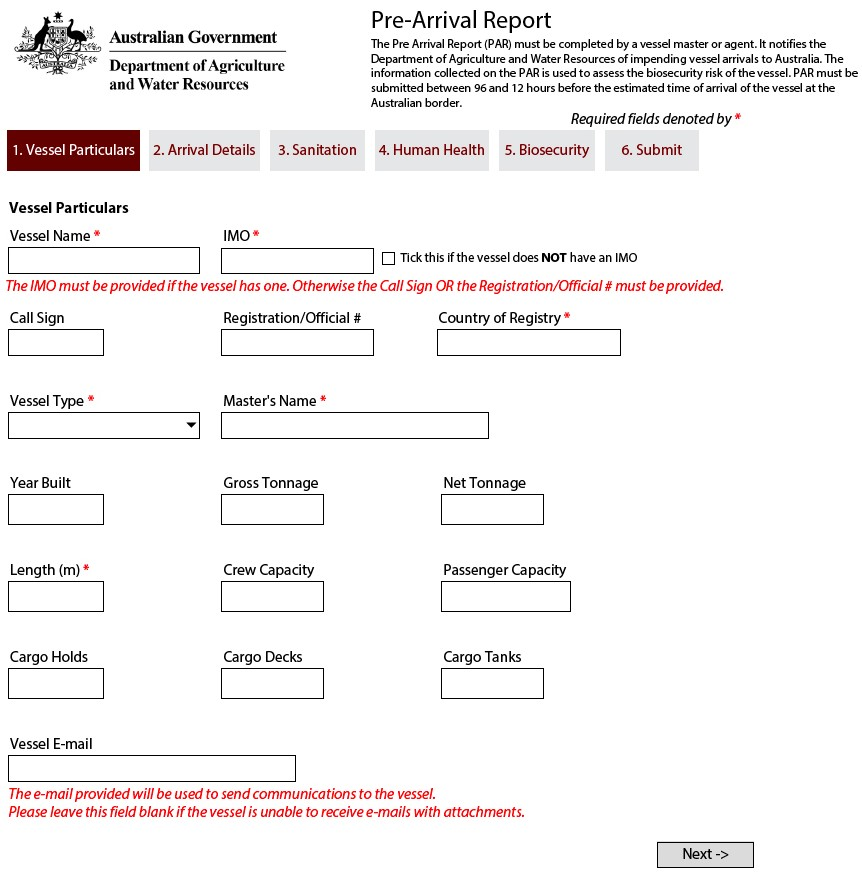 Australian Government
Department of Agriculture
and Water Resources
Pre-Arrival Report
The Pre Arrival Report (PAR) must be completed by a vessel master or agent. It notifies the
Department of Agriculture and Water Resources of impending vessel arrivals to Australia. The
information collected on the PAR is used to assess the biosecurity risk of the vessel. PAR must be
submitted between 96 and 12 hours before the estimated time of arrival of the vessel at the
Australian border.
Required fields denoted by *
1. Vessel Particulars 2. Arrival Details 3. Sanitation 4. Human Health 5. Biosecurity 6. Submit
Vessel Particulars
Vessel Name * IMO *
Tick this if the vessel does NOT have an IMO
The IMO must be provided if the vessel has one. Otherwise the Call Sign OR the Registration/Official # must be provided.
Call Sign Registration/Official # Country of Registry *
Vessel Type * Master's Name *
Year Built Gross Tonnage Net Tonnage
Length (m) * Crew Capacity Passenger Capacity
Cargo Holds Cargo Decks Cargo Tanks
Vessel E-mail
The e-mail provided will be used to send communications to the vessel.
Please leave this field blank if the vessel is unable to receive e-mails with attachments.
Next ->